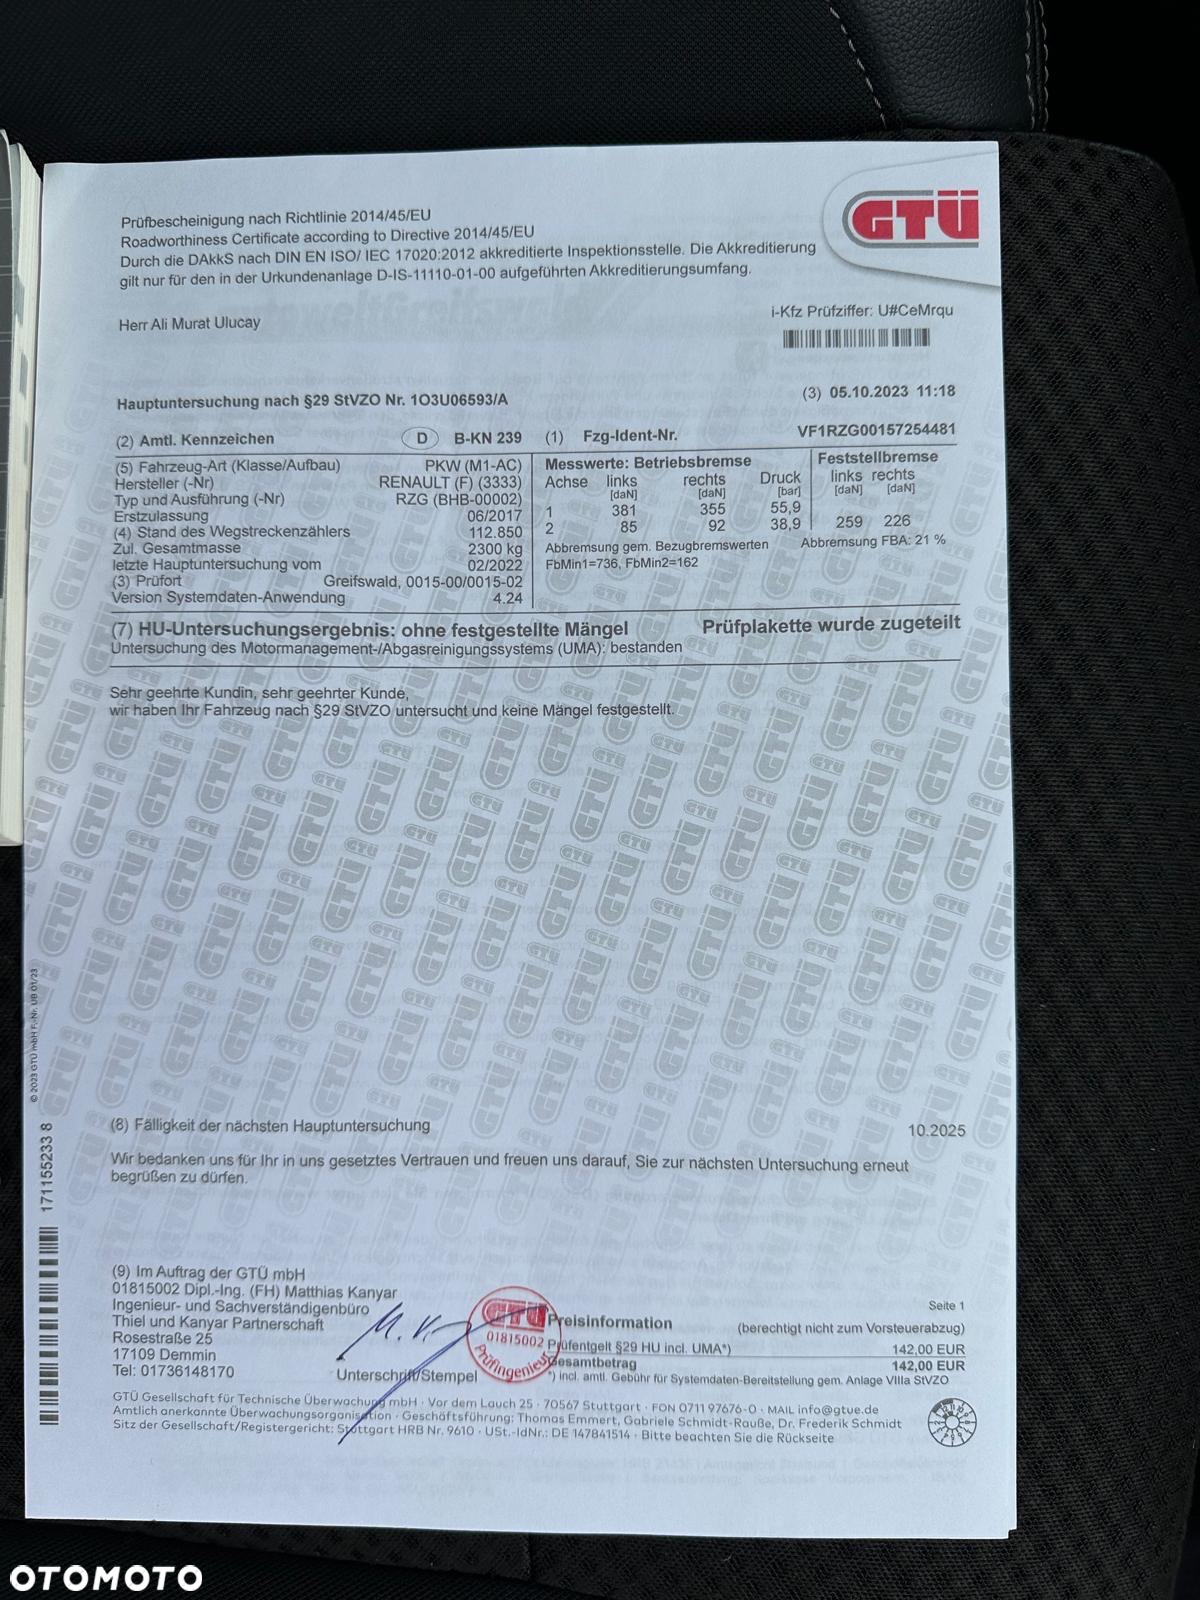 GTÜ
Prüfbescheinigung nach Richtlinie 2014/45/EU
Roadworthiness Certificate according to Directive 2014/45/EU
Durch die DAkkS nach DIN EN ISO/ IEC 17020:2012 akkreditierte Inspektionsstelle. Die Akkreditierung
gilt nur für den in der Urkundenanlage D-IS-11110-01-00 aufgeführten Akkreditierungsumfang.
i-Kfz Prüfziffer: U#CeMrqu
Herr Ali Murat Ulucay
Hauptuntersuchung nach §29 StVZO Nr. 1O3U06593/A (3) 05.10.2023 11:18
(2) Amtl. Kennzeichen D B-KN 239 (1) Fzg-Ident-Nr. VF1RZG00157254481
(5) Fahrzeug-Art (Klasse/Aufbau) PKW (M1-AC)
Hersteller (-Nr) RENAULT (F) (3333)
Typ und Ausführung (-Nr) RZG (BHB-00002)
Erstzulassung 06/2017
(4) Stand des Wegstreckenzählers 112.850
Zul. Gesamtmasse 2300 kg
letzte Hauptuntersuchung vom 02/2022
(3) Prüfort Greifswald, 0015-00/0015-02
Version Systemdaten-Anwendung 4.24
Messwerte: Betriebsbremse Feststellbremse
Achse links rechts Druck links rechts
[daN] [daN] [bar] [daN] [daN]
1 381 355 55,9
2 85 92 38,9 259 226
Abbremsung gem. Bezugbremswerten Abbremsung FBA: 21 %
FbMin1=736, FbMin2=162
(7) HU-Untersuchungsergebnis: ohne festgestellte Mängel Prüfplakette wurde zugeteilt
Untersuchung des Motormanagement-/Abgasreinigungssystems (UMA): bestanden
Sehr geehrte Kundin, sehr geehrter Kunde,
wir haben Ihr Fahrzeug nach §29 StVZO untersucht und keine Mängel festgestellt.
(8) Fälligkeit der nächsten Hauptuntersuchung 10.2025
Wir bedanken uns für Ihr in uns gesetztes Vertrauen und freuen uns darauf, Sie zur nächsten Untersuchung erneut
begrüßen zu dürfen.
© 2023 GTÜ mbH F.-Nr. UB 01/23
171155233 8
(9) Im Auftrag der GTÜ mbH
01815002 Dipl.-Ing. (FH) Matthias Kanyar
Ingenieur- und Sachverständigenbüro
Thiel und Kanyar Partnerschaft
Rosestraße 25
17109 Demmin
Tel: 01736148170
Unterschrift/Stempel
GTÜ
01815002
Prüfingenieur
Seite 1
Preisinformation (berechtigt nicht zum Vorsteuerabzug)
Prüfentgelt §29 HU incl. UMA*) 142,00 EUR
Gesamtbetrag 142,00 EUR
*) incl. amtl. Gebühr für Systemdaten-Bereitstellung gem. Anlage VIIIa StVZO
GTÜ Gesellschaft für Technische Überwachung mbH · Vor dem Lauch 25 · 70567 Stuttgart · FON 0711 97676-0 · MAIL info@gtue.de
Amtlich anerkannte Überwachungsorganisation · Geschäftsführung: Thomas Emmert, Gabriele Schmidt-Rauße, Dr. Frederik Schmidt
Sitz der Gesellschaft/Registergericht: Stuttgart HRB Nr. 9610 · USt.-IdNr.: DE 147841514 · Bitte beachten Sie die Rückseite
OTOMOTO